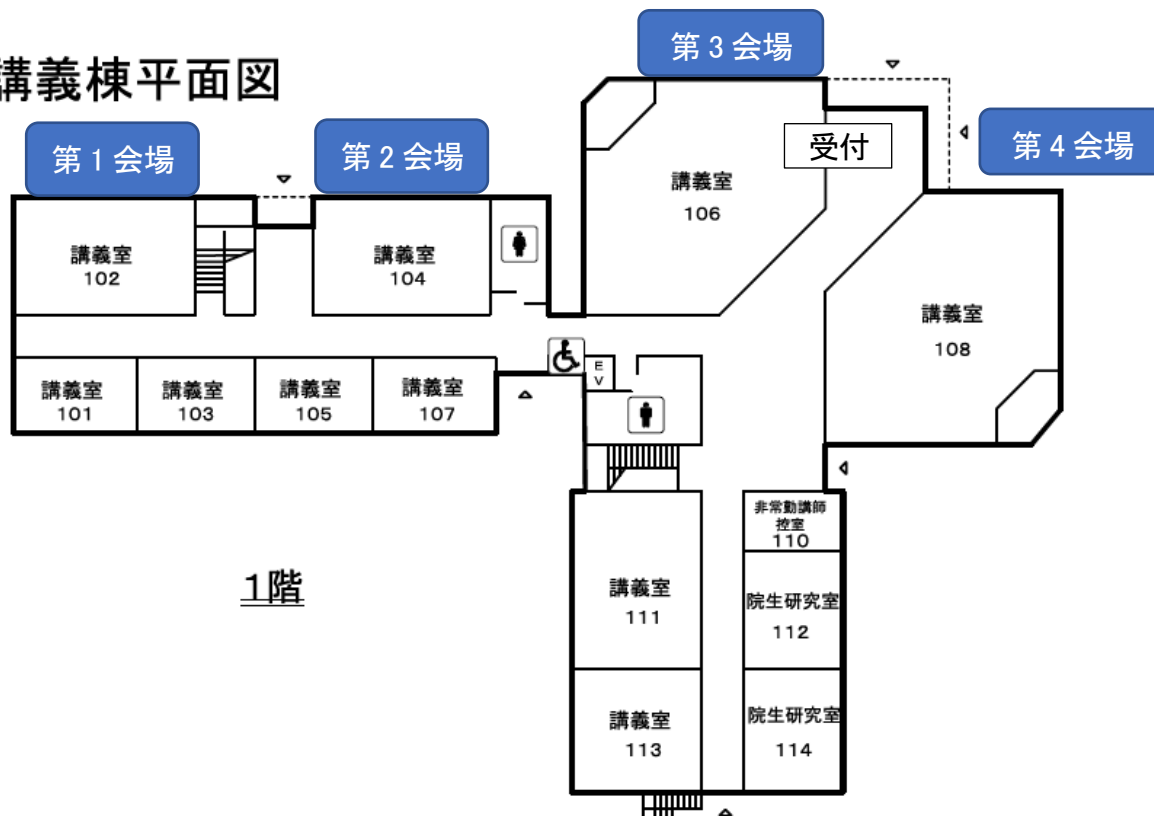 第3会場
講義棟平面図
第1会場
第2会場
受付
第4会場
講義室
106
講義室
102
講義室
104
講義室
108
講義室
101
講義室
103
講義室
105
講義室
107
E
V
非常勤講師
控室
110
1階
講義室
111
院生研究室
112
講義室
113
院生研究室
114